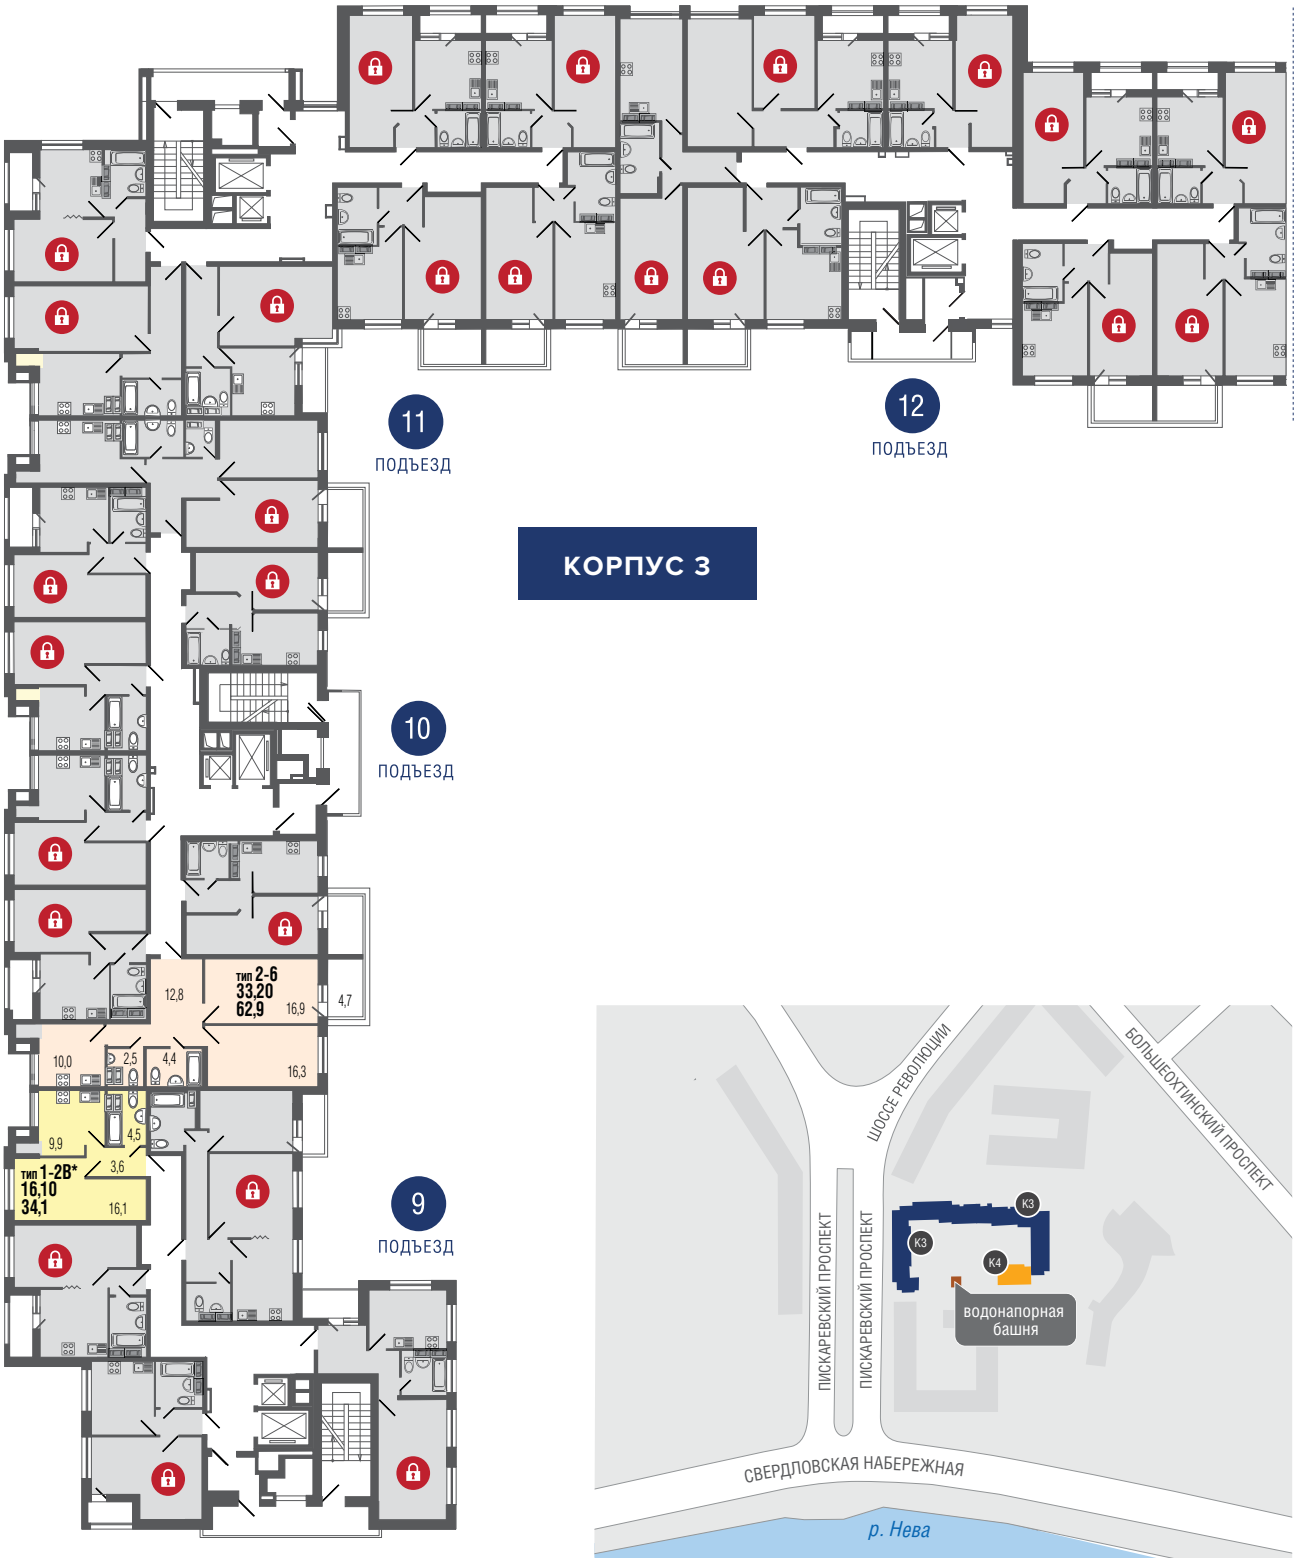 11
ПОДЪЕЗД
12
ПОДЪЕЗД
КОРПУС 3
10
ПОДЪЕЗД
12,8
тип 2-6
33,20
62,9
16,9
4,7
10,0
2,5
4,4
16,3
9,9
4,5
3,6
тип 1-2В*
16,10
34,1
16,1
9
ПОДЪЕЗД
ШОССЕ РЕВОЛЮЦИИ
БОЛЬШЕОХТИНСКИЙ ПРОСПЕКТ
ПИСКАРЕВСКИЙ ПРОСПЕКТ
ПИСКАРЕВСКИЙ ПРОСПЕКТ
К3
К3
К4
водонапорная
башня
СВЕРДЛОВСКАЯ НАБЕРЕЖНАЯ
р. Нева